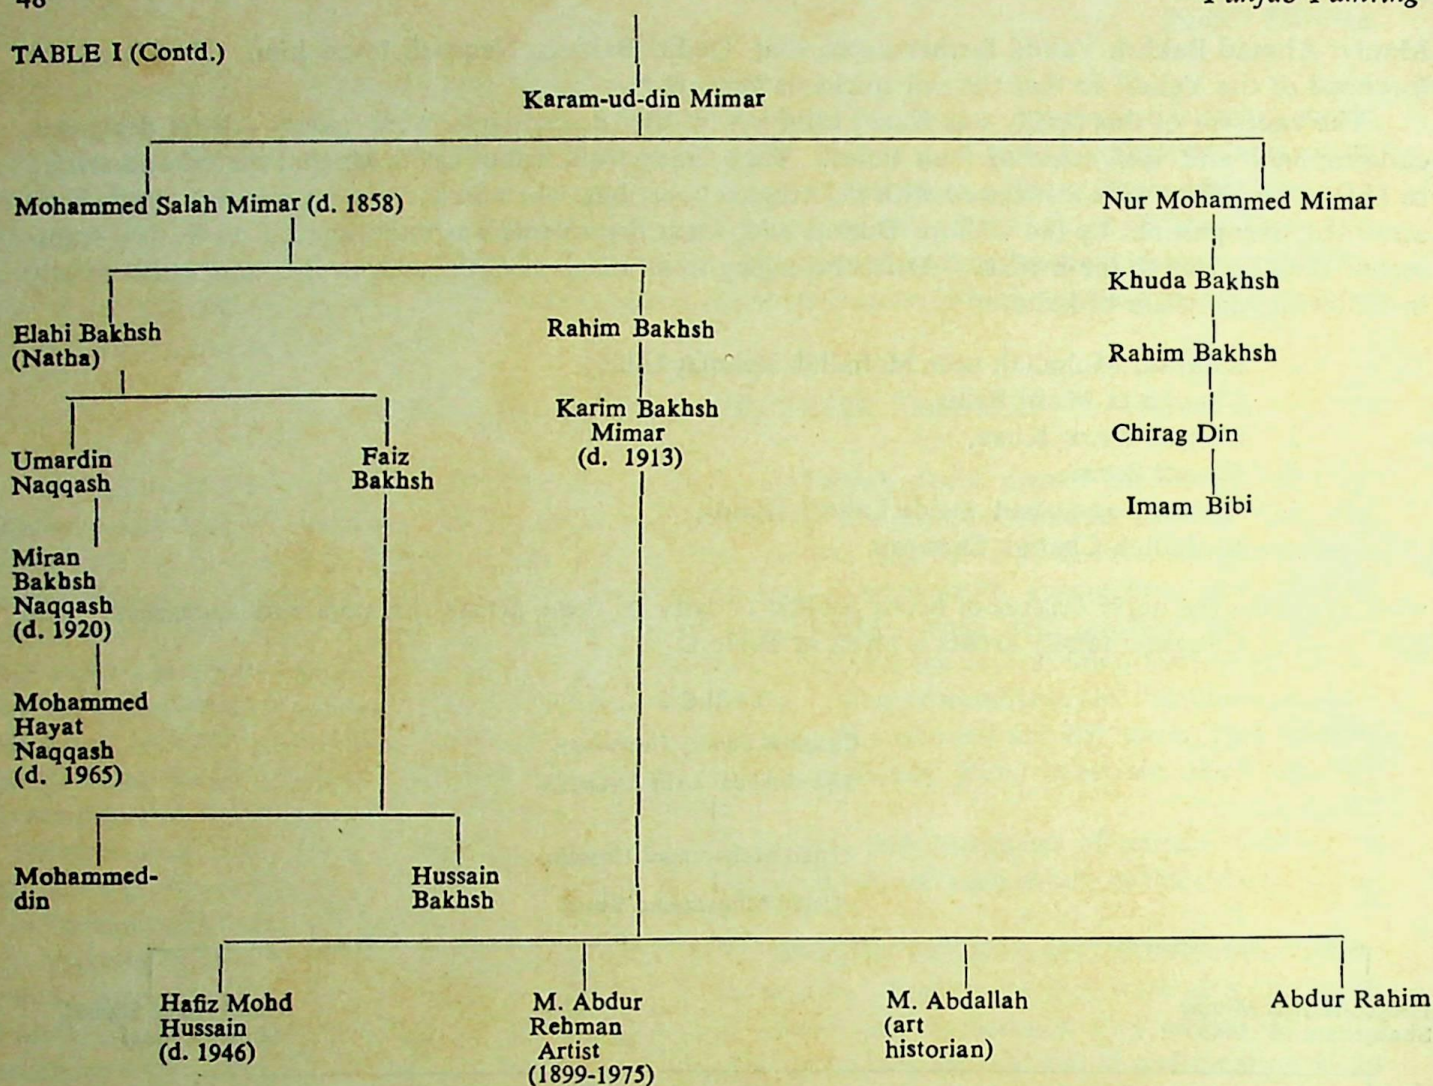 48
Punjab Painting
TABLE I (Contd.)
Karam-ud-din Mimar
Mohammed Salah Mimar (d. 1858)
Nur Mohammed Mimar
Elahi Bakhsh
(Natha)
Rahim Bakhsh
Khuda Bakhsh
Rahim Bakhsh
Umardin
Naqqash
Faiz
Bakhsh
Karim Bakhsh
Mimar
(d. 1913)
Chirag Din
Imam Bibi
Miran
Bakhsh
Naqqash
(d. 1920)
Mohammed
Hayat
Naqqash
(d. 1965)
Mohammed-
din
Hussain
Bakhsh
Hafiz Mohd
Hussain
(d. 1946)
M. Abdur
Rehman
Artist
(1899-1975)
M. Abdallah
(art
historian)
Abdur Rahim